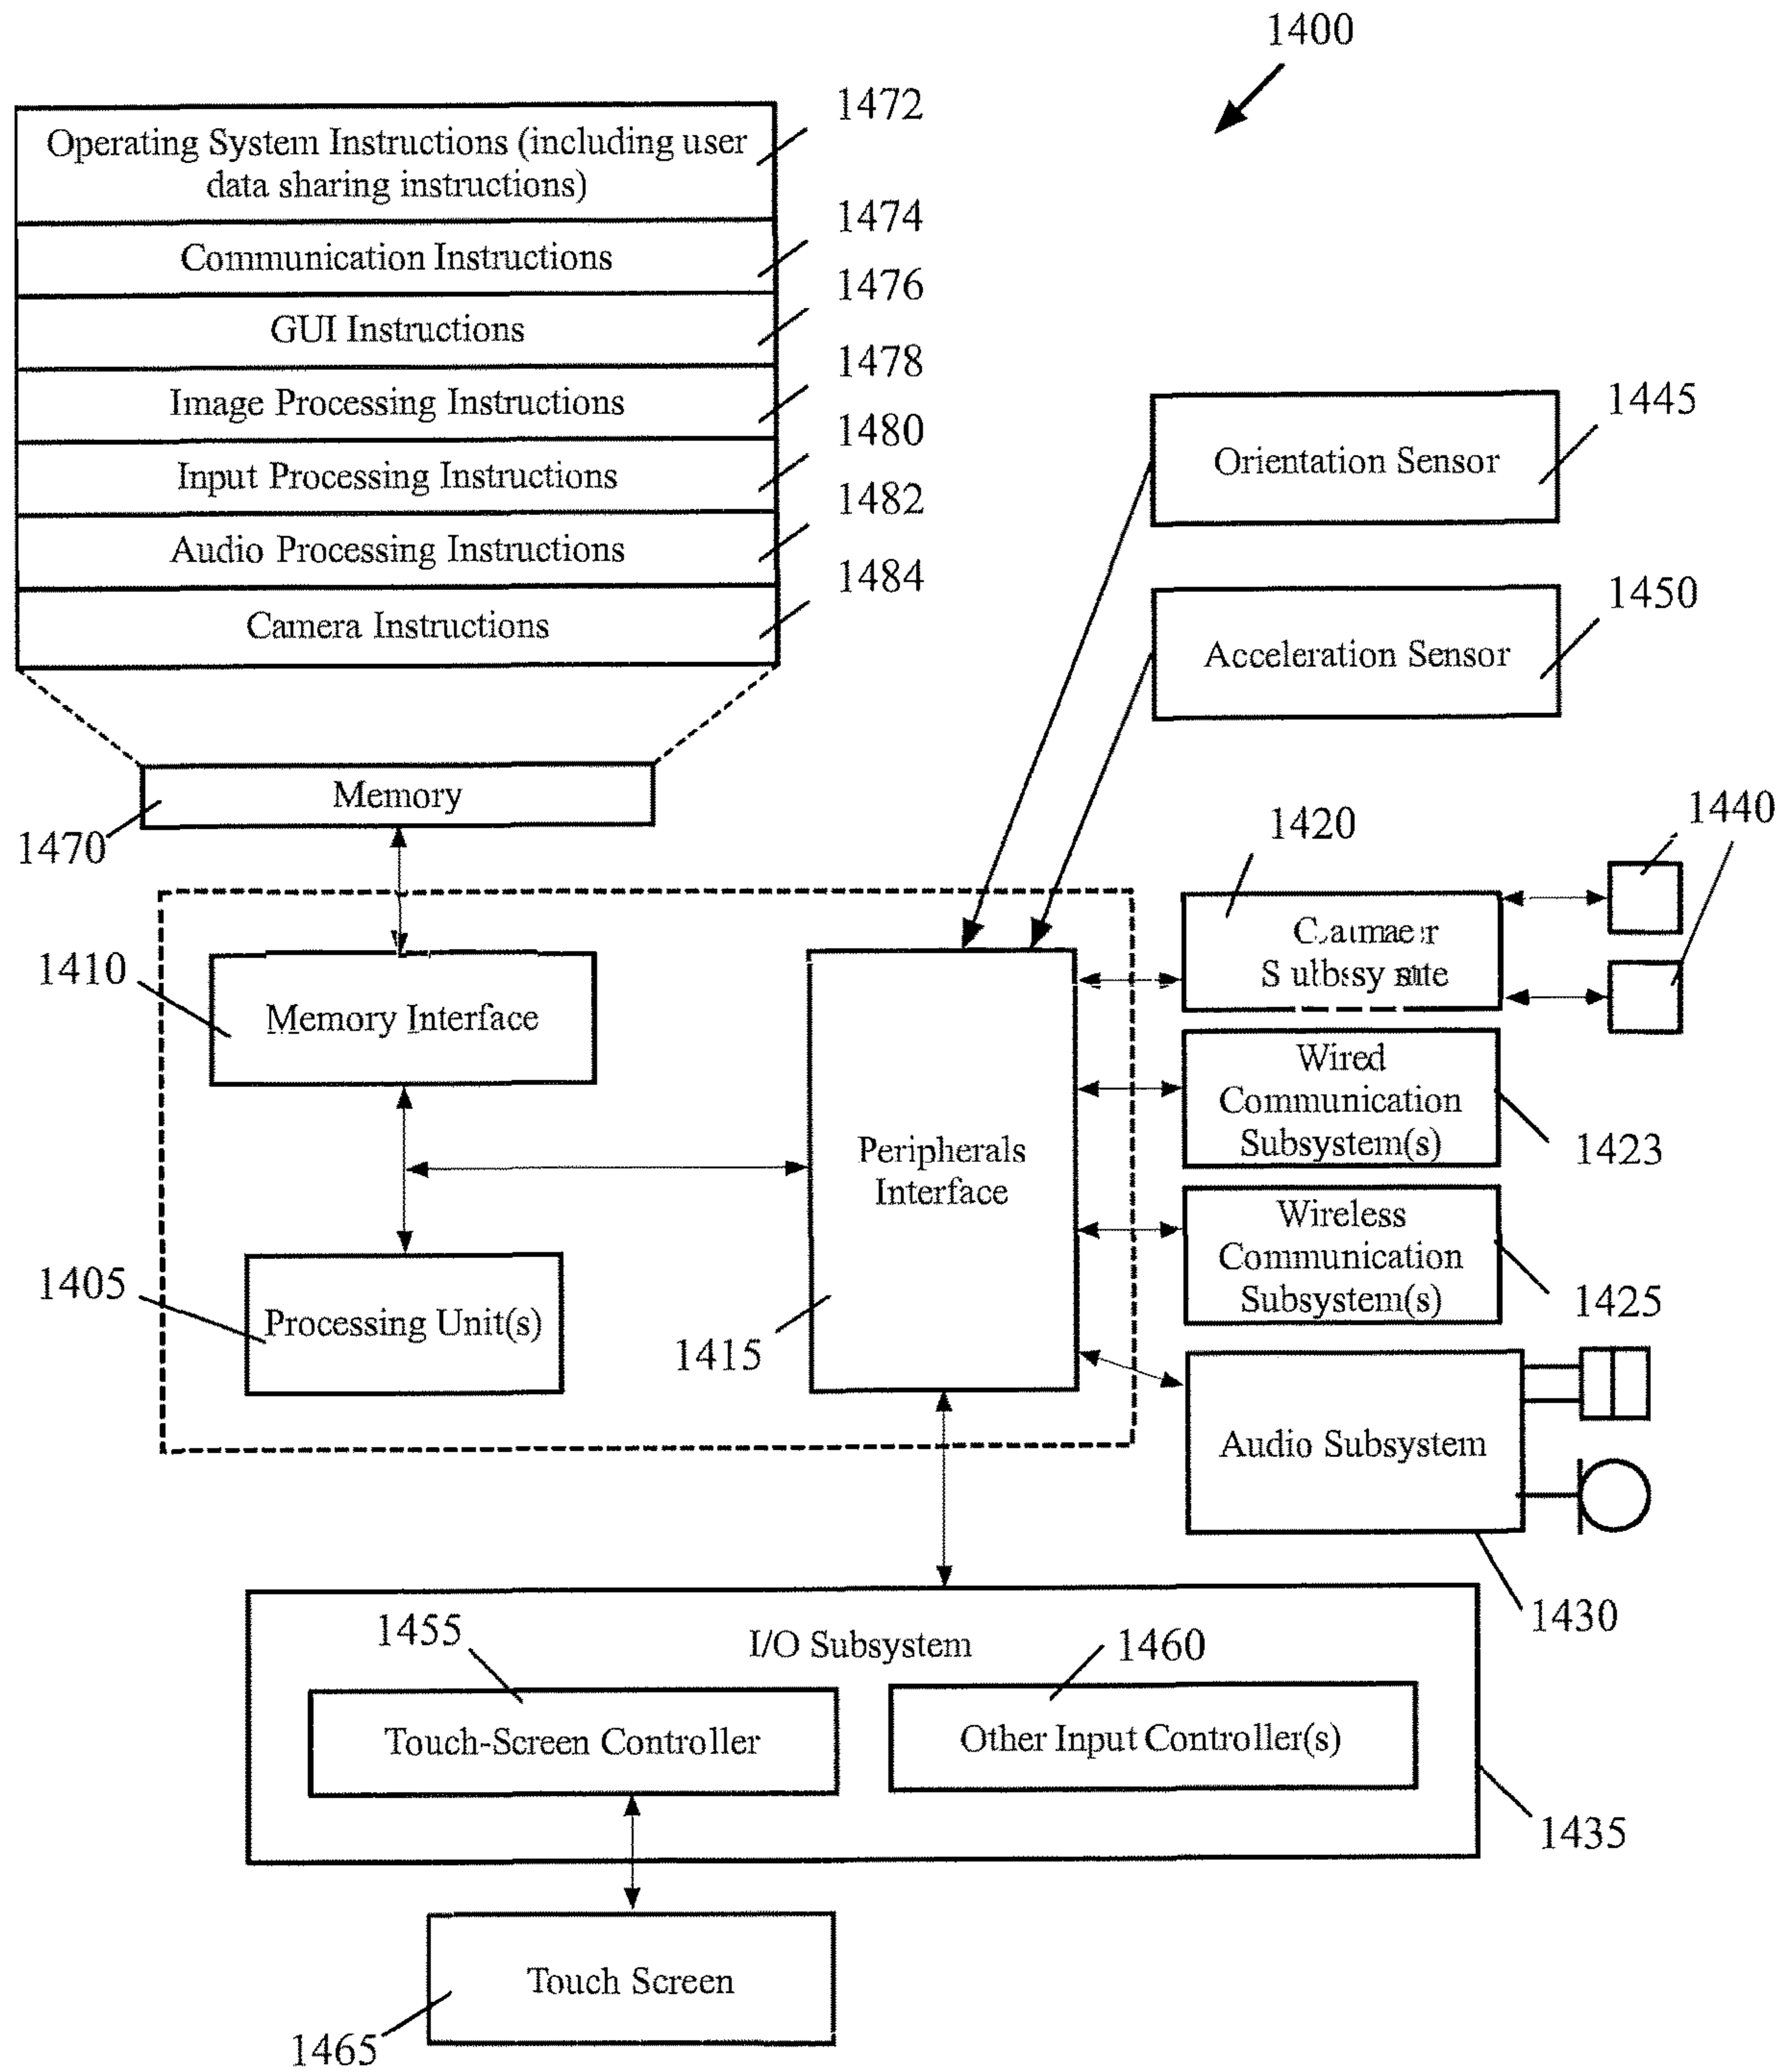 1400
1472
Operating System Instructions (including user
data sharing instructions)
1474
Communication Instructions
1476
GUI Instructions
1478
Image Processing Instructions
1480
Input Processing Instructions
1482
Audio Processing Instructions
1484
Camera Instructions
Memory
1470
1445
Orientation Sensor
1450
Acceleration Sensor
1410
Memory Interface
1405
Processing Unit(s)
Peripherals
Interface
1415
1420
1440
Wired
Communication
Subsystem(s)
1423
Wireless
Communication
Subsystem(s)
1425
Audio Subsystem
1430
I/O Subsystem
1455
Touch-Screen Controller
1460
Other Input Controller(s)
1435
Touch Screen
1465